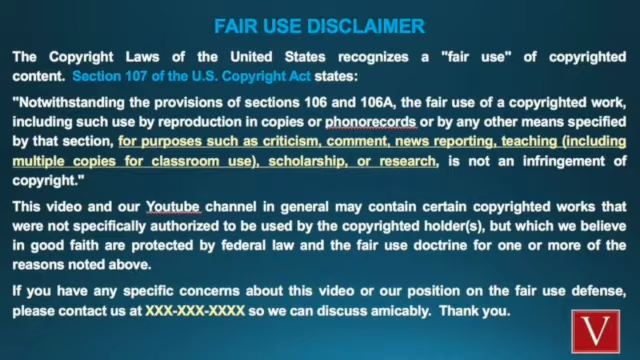 FAIR USE DISCLAIMER
The Copyright Laws of the United States recognizes a "fair use" of copyrighted
content. Section 107 of the U.S. Copyright Act states:
"Notwithstanding the provisions of sections 106 and 106A, the fair use of a copyrighted work,
including such use by reproduction in copies or phonorecords or by any other means specified
by that section, for purposes such as criticism, comment, news reporting, teaching (including
multiple copies for classroom use), scholarship, or research, is not an infringement of
copyright."
This video and our Youtube channel in general may contain certain copyrighted works that
were not specifically authorized to be used by the copyrighted holder(s), but which we believe
in good faith are protected by federal law and the fair use doctrine for one or more of the
reasons noted above.
If you have any specific concerns about this video or our position on the fair use defense,
please contact us at XXX-XXX-XXXX so we can discuss amicably. Thank you.
V